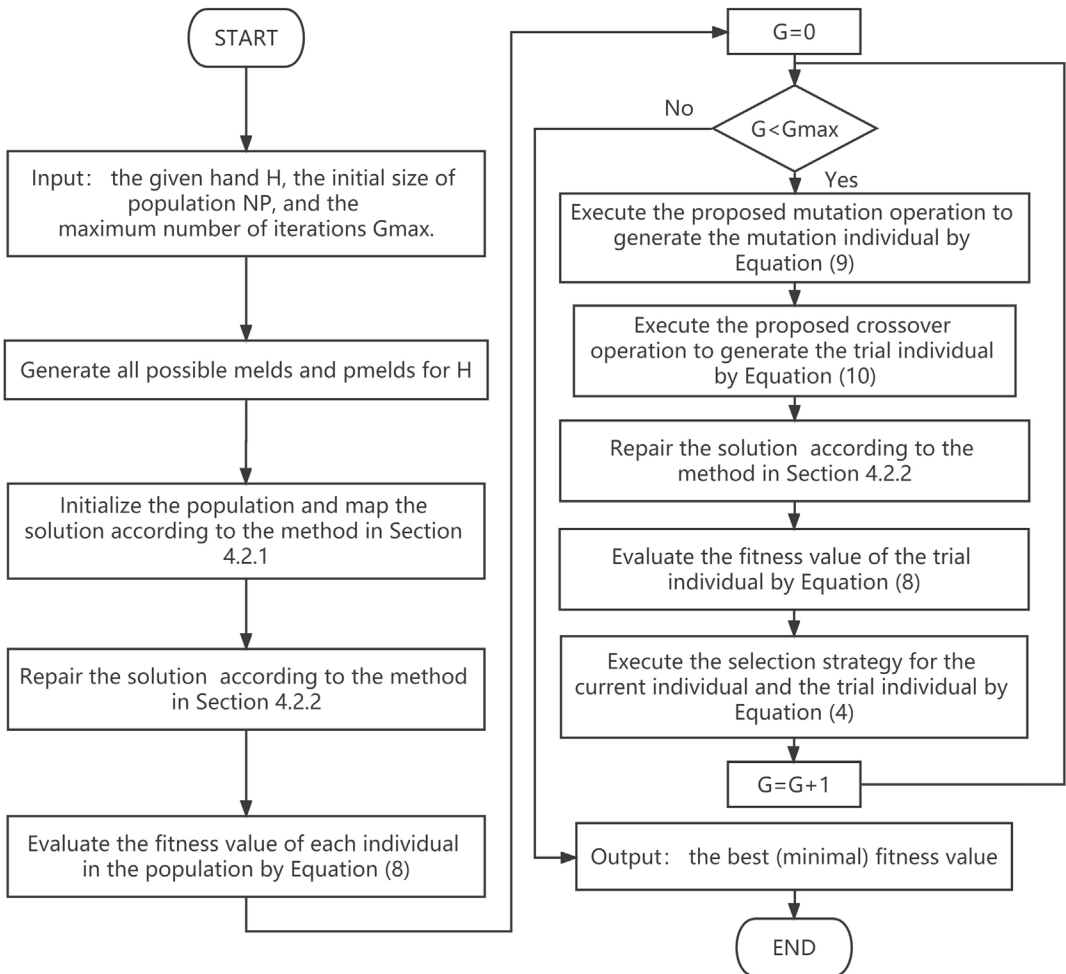 START
Input: the given hand H, the initial size of
population NP, and the
maximum number of iterations Gmax.
Generate all possible melds and pmelds for H
Initialize the population and map the
solution according to the method in Section
4.2.1
Repair the solution according to the method
in Section 4.2.2
Evaluate the fitness value of each individual
in the population by Equation (8)
G=0
G<Gmax
No
Yes
Execute the proposed mutation operation to
generate the mutation individual by
Equation (9)
Execute the proposed crossover
operation to generate the trial individual
by Equation (10)
Repair the solution according to the
method in Section 4.2.2
Evaluate the fitness value of the trial
individual by Equation (8)
Execute the selection strategy for the
current individual and the trial individual by
Equation (4)
G=G+1
Output: the best (minimal) fitness value
END